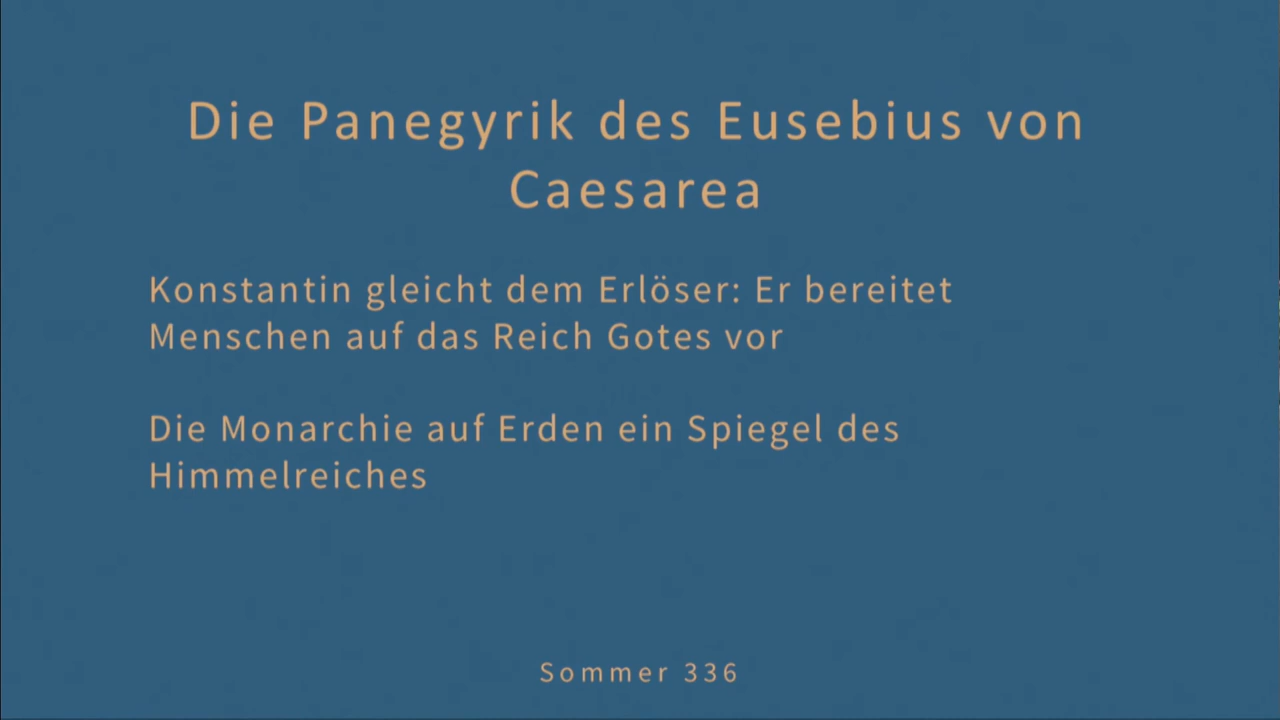 Die Panegyrik des Eusebius von
Caesarea
Konstantin gleicht dem Erlöser: Er bereitet
Menschen auf das Reich Gotes vor
Die Monarchie auf Erden ein Spiegel des
Himmelreiches
Sommer 336